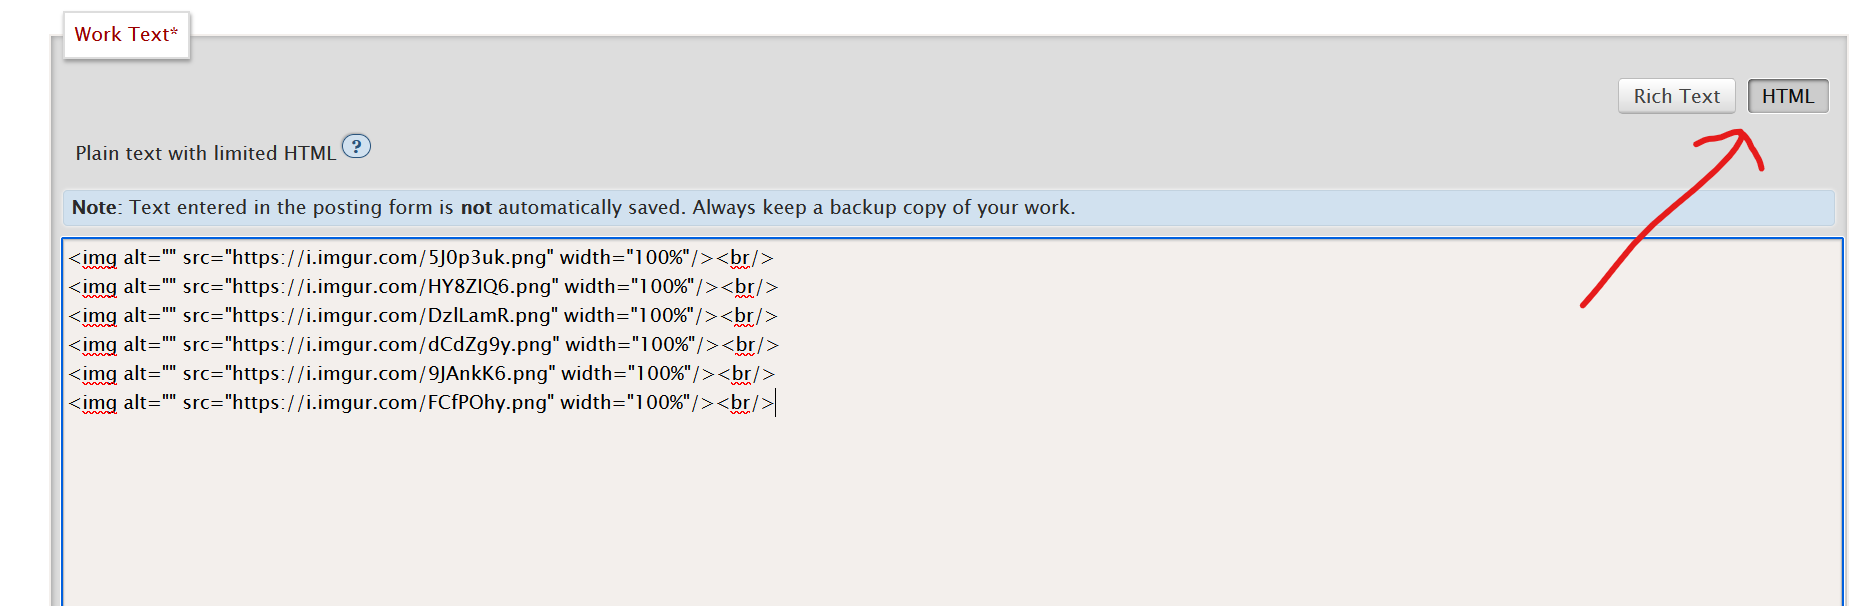 Work Text*
Rich Text HTML
Plain text with limited HTML ?
Note: Text entered in the posting form is not automatically saved. Always keep a backup copy of your work.
<img alt="" src="https://i.imgur.com/5J0p3uk.png" width="100%"/><br/>
<img alt="" src="https://i.imgur.com/HY8ZIQ6.png" width="100%"/><br/>
<img alt="" src="https://i.imgur.com/DzlLamR.png" width="100%"/><br/>
<img alt="" src="https://i.imgur.com/dCdZg9y.png" width="100%"/><br/>
<img alt="" src="https://i.imgur.com/9JAnkK6.png" width="100%"/><br/>
<img alt="" src="https://i.imgur.com/FCfPOhy.png" width="100%"/><br/>